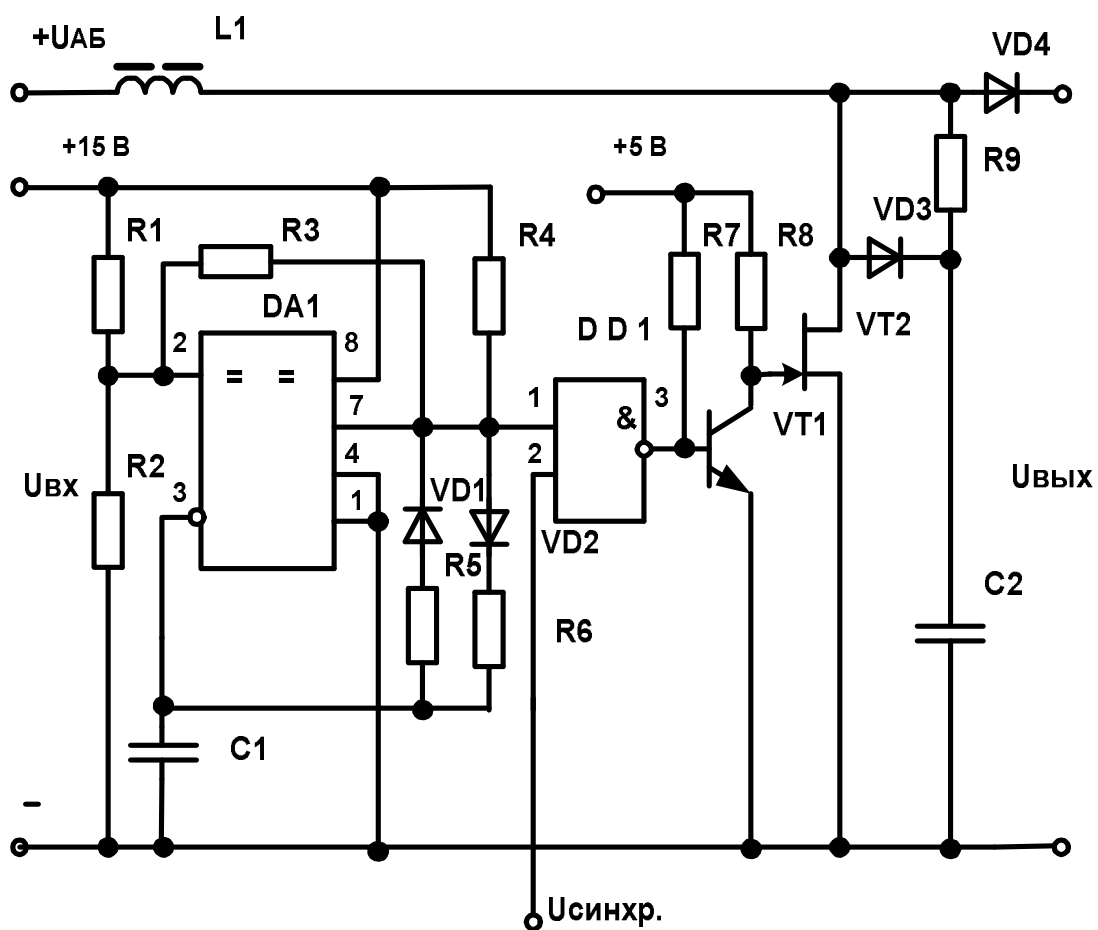 L1
+UАБ
VD4
+15 В
+5 В
R9
R1
R3
R4
R7
R8
VD3
DA1
D D 1
VT2
2
8
= =
7
1
3
&
VT1
R2
4
2
UВХ
3
1
VD1
VD2
UВЫХ
R5
C2
R6
C1
-
Uсинхр.